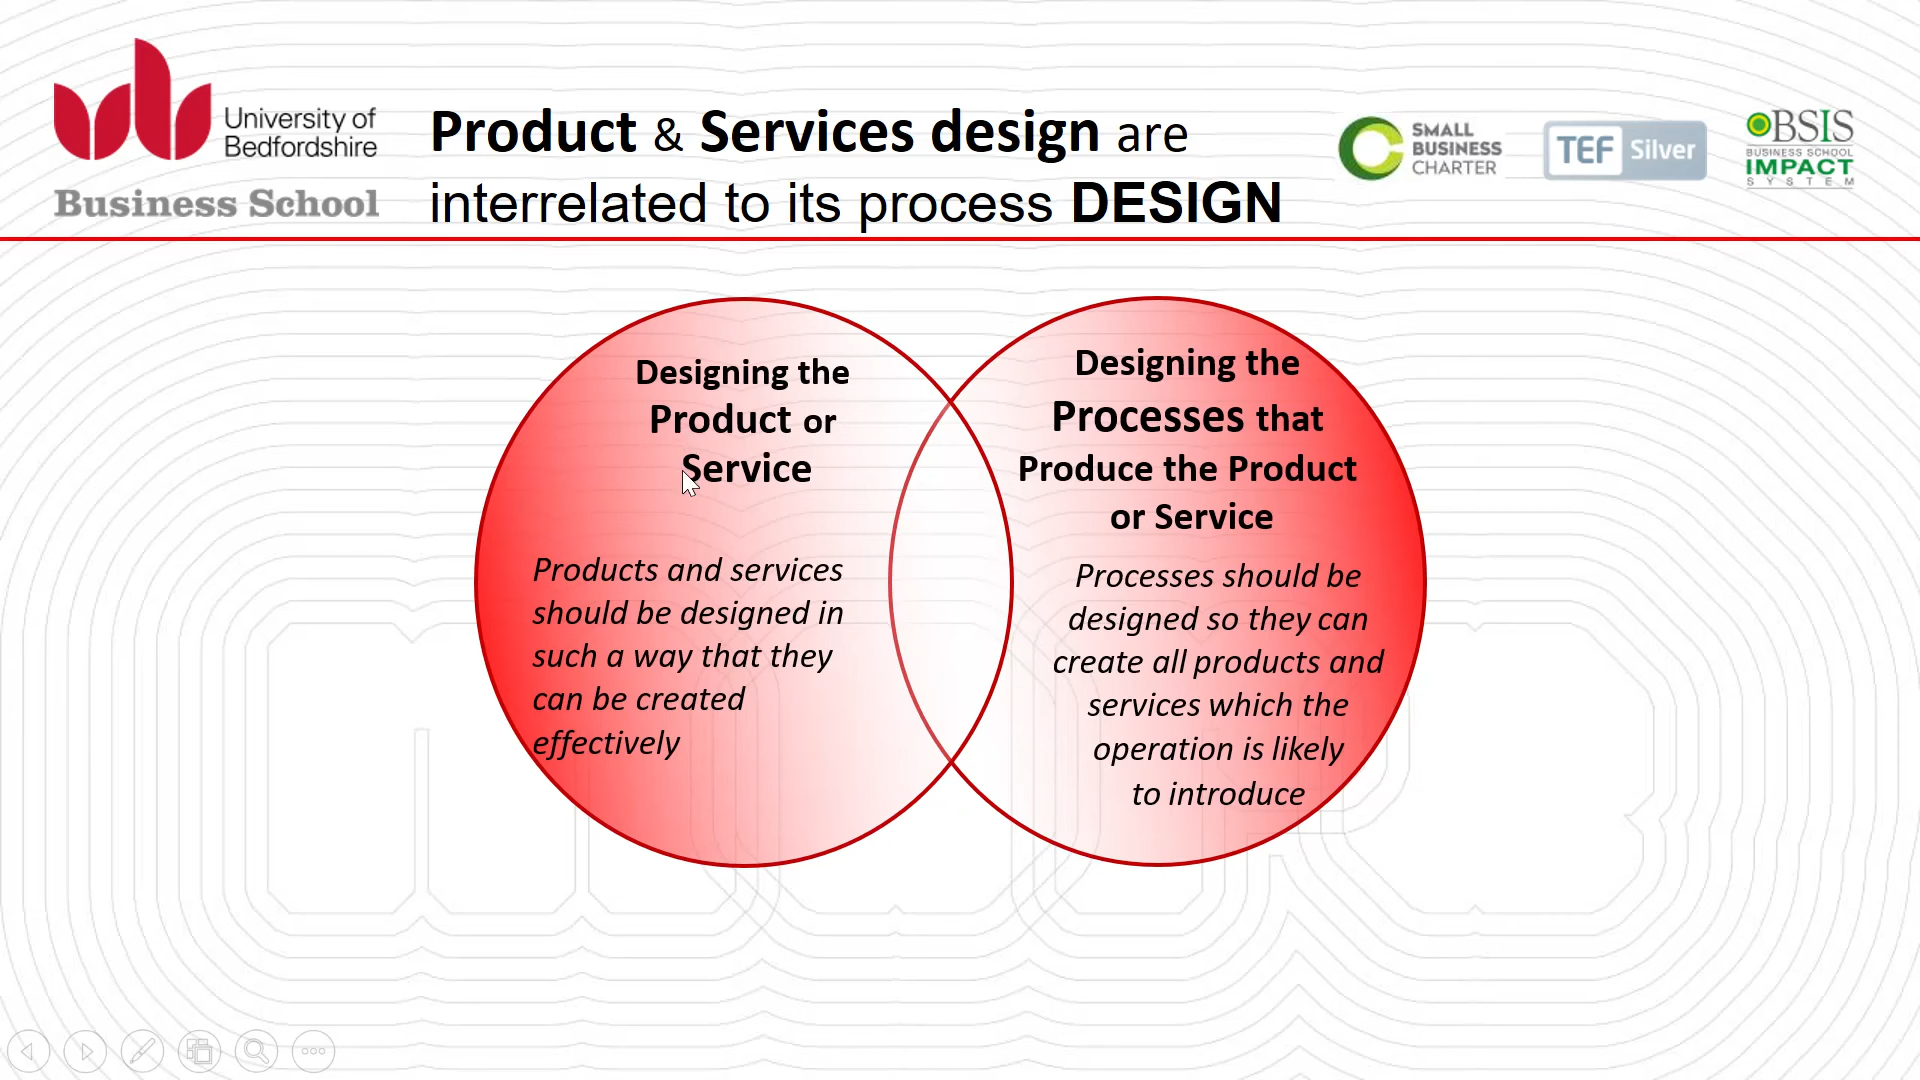 University of
Bedfordshire
Business School
Product & Services design are
interrelated to its process DESIGN
SMALL
BUSINESS
CHARTER
TEF Silver
BSIS
BUSINESS SCHOOL
IMPACT
SYSTEM
Designing the
Product or
Service
Products and services
should be designed in
such a way that they
can be created
effectively
Designing the
Processes that
Produce the Product
or Service
Processes should be
designed so they can
create all products and
services which the
operation is likely
to introduce